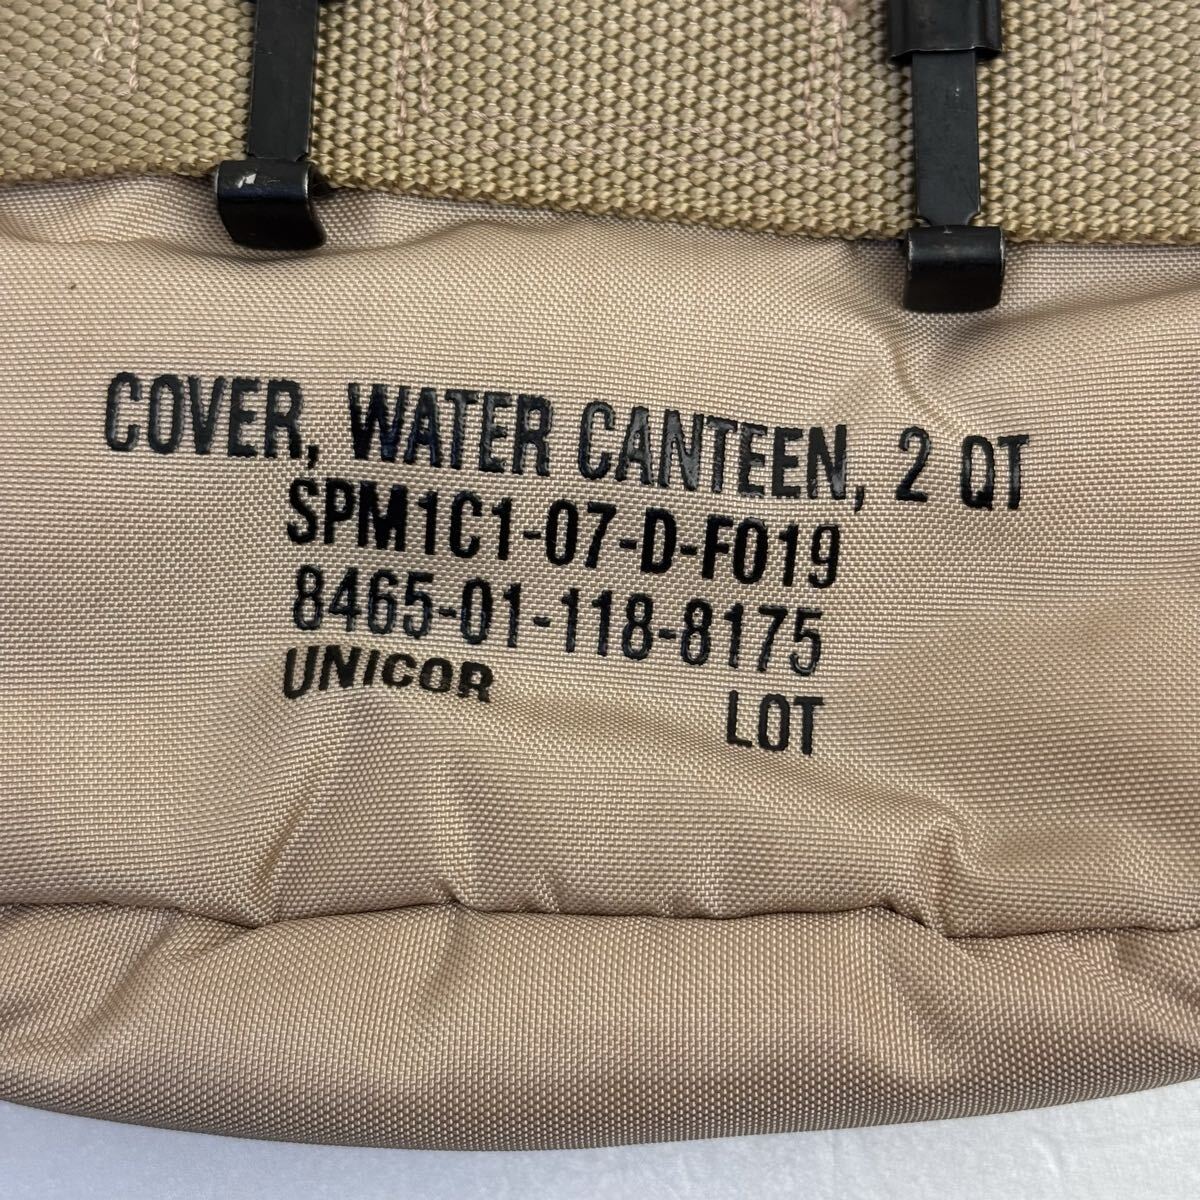 COVER, WATER CANTEEN, 2 QT
SPM1C1-07-D-F019
8465-01-118-8175
UNICOR LOT